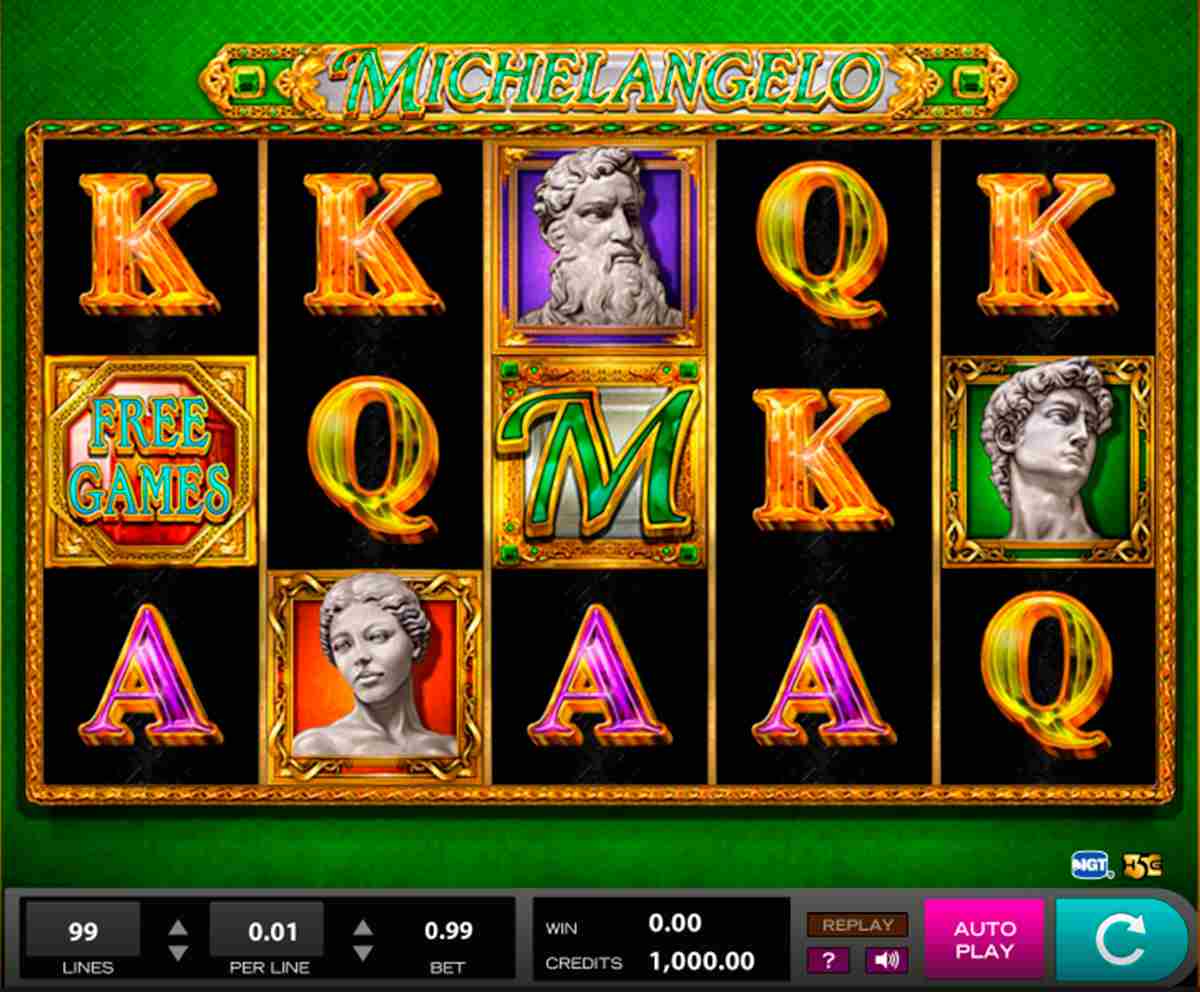 MICHELANGELO
K K Q K
FREE
GAMES
Q M K
A A A Q
IGT
99
LINES
0.01
PER LINE
0.99
BET
WIN 0.00
CREDITS 1,000.00
REPLAY
?
AUTO
PLAY